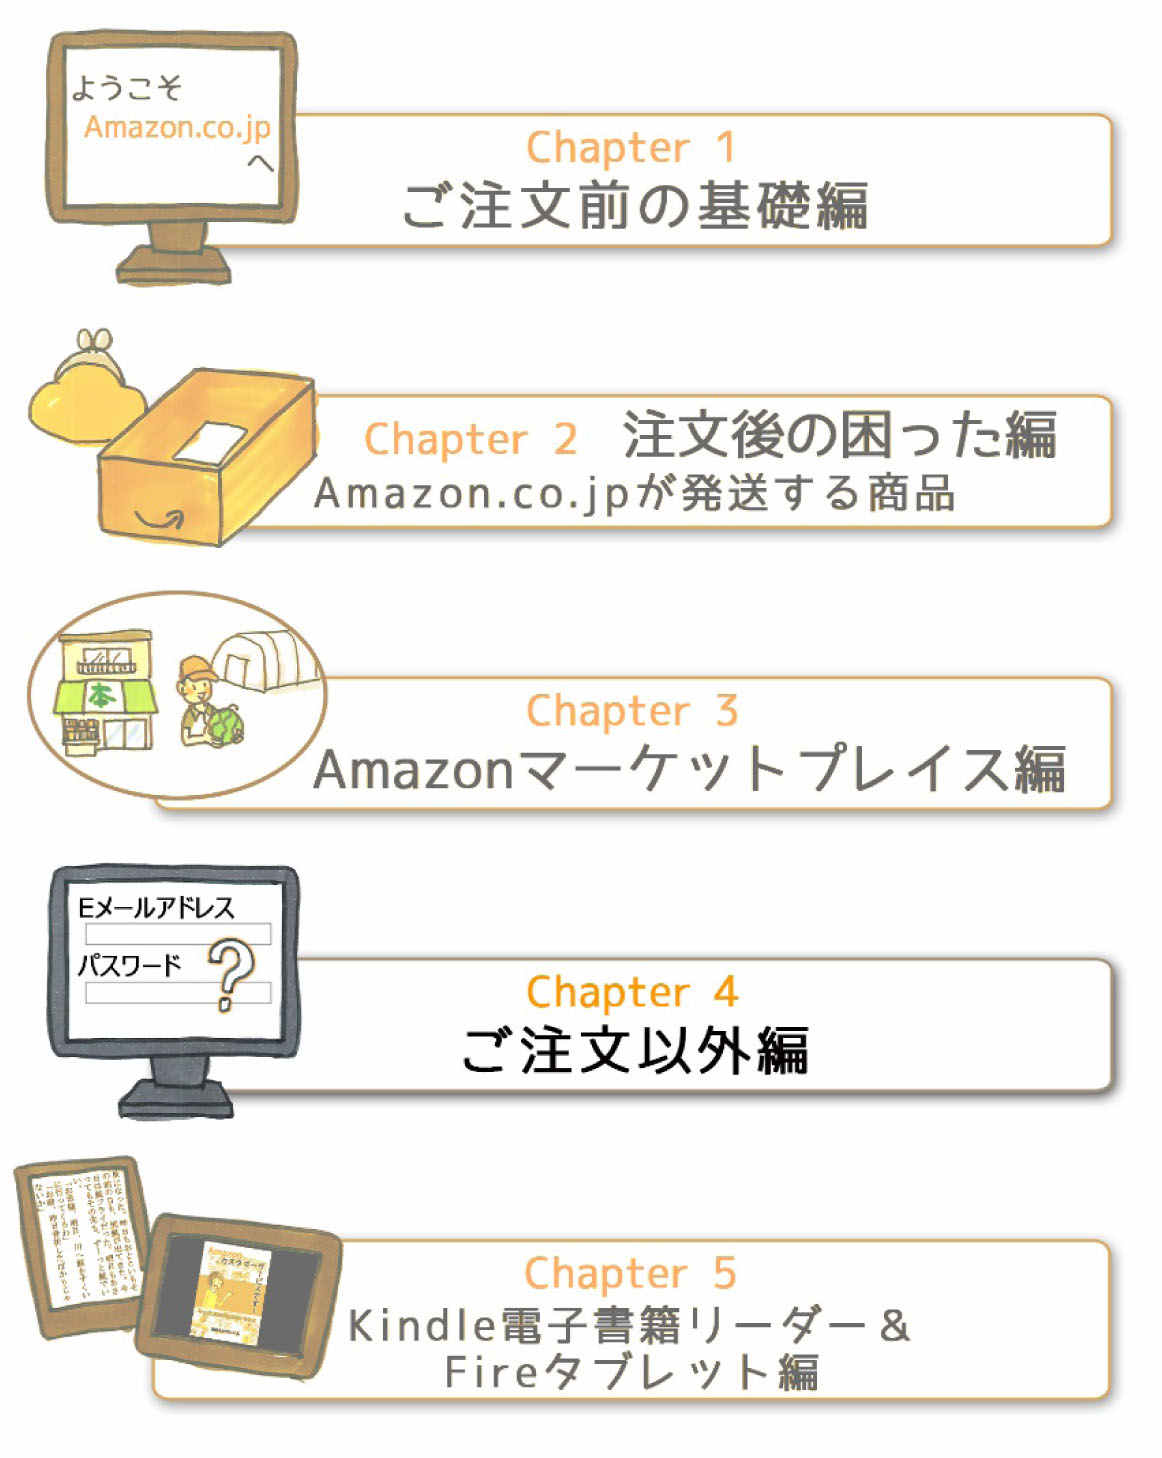 ようこそ
Amazon.co.jp
へ
Chapter 1
ご注文前の基礎編
Chapter 2 注文後の困った編
Amazon.co.jpが発送する商品
本
Chapter 3
Amazonマーケットプレイス編
Eメールアドレス
パスワード
?
Chapter 4
ご注文以外編
Chapter 5
Kindle電子書籍リーダー＆
Fireタブレット編